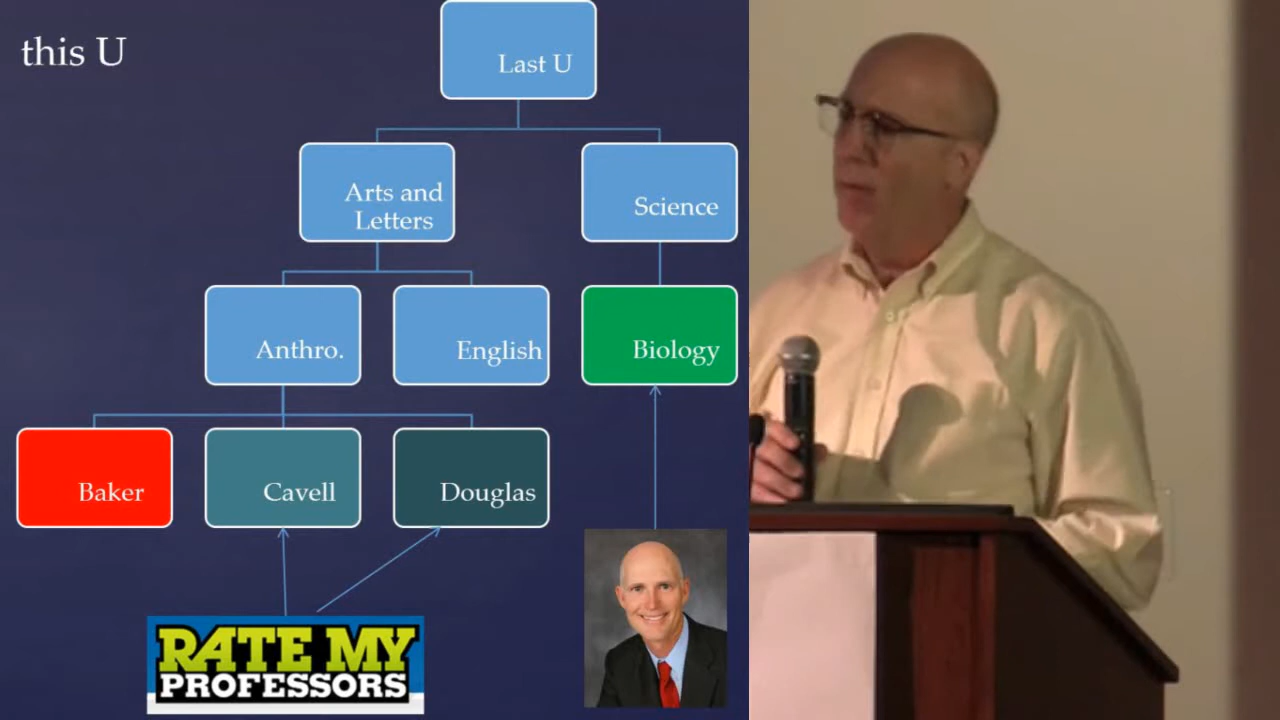 this U
Last U
Arts and
Letters
Science
Anthro.
English
Biology
Baker
Cavell
Douglas
RATE MY
PROFESSORS